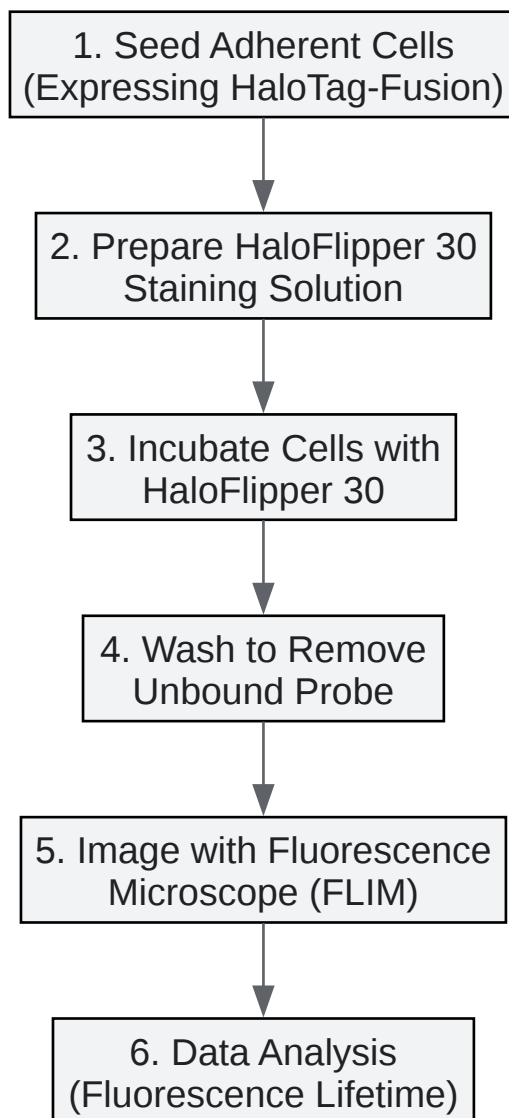 1. Seed Adherent Cells
(Expressing HaloTag-Fusion)
2. Prepare HaloFlipper 30
Staining Solution
3. Incubate Cells with
HaloFlipper 30
4. Wash to Remove
Unbound Probe
5. Image with Fluorescence
Microscope (FLIM)
6. Data Analysis
(Fluorescence Lifetime)